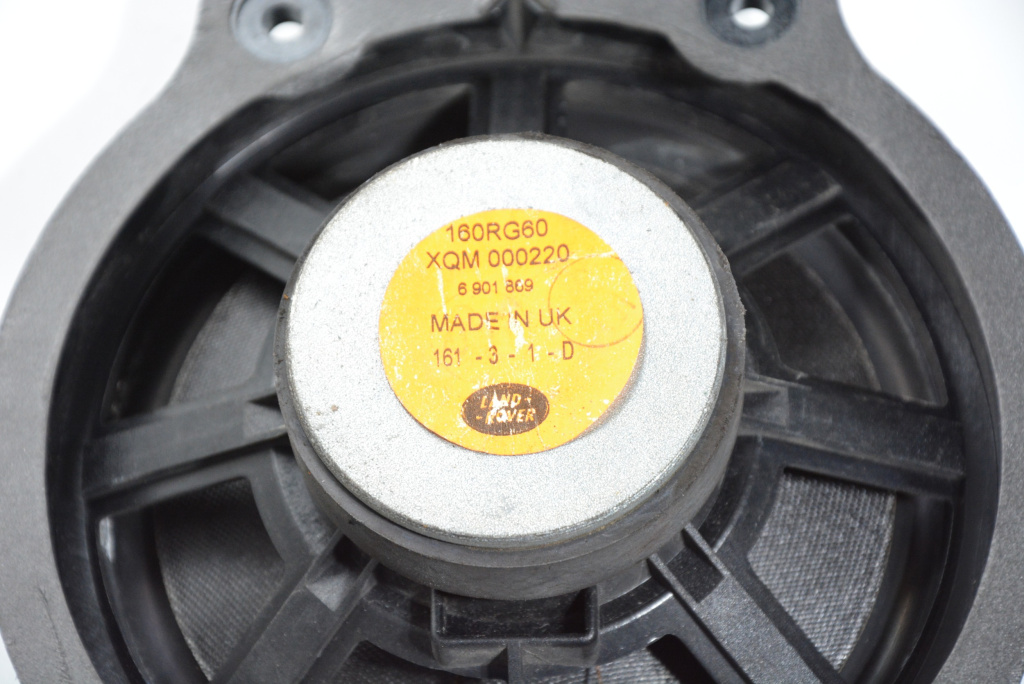 160RG60
XQM 000220
6 901 809
MADE IN UK
161 - 3 - 1 - D
LAND -
- ROVER